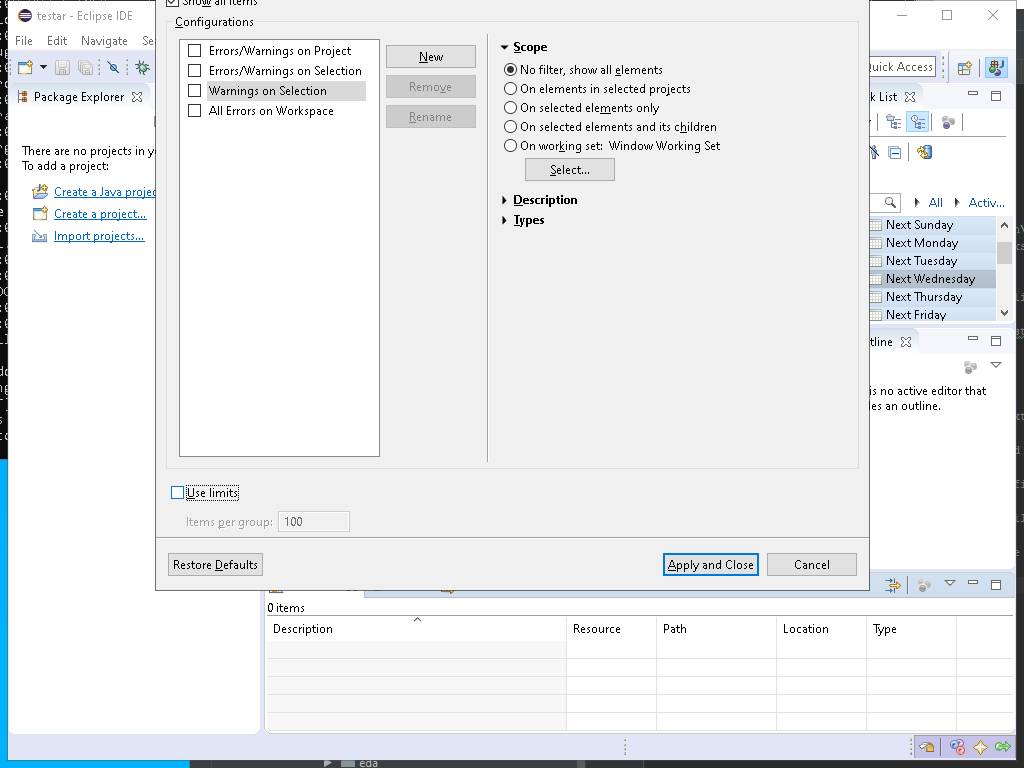 Show all items
testar - Eclipse IDE
Configurations
File Edit Navigate Se
Errors/Warnings on Project
Errors/Warnings on Selection
Warnings on Selection
All Errors on Workspace
New
Remove
Rename
Scope
No filter, show all elements
On elements in selected projects
On selected elements only
On selected elements and its children
On working set: Window Working Set
Select...
Description
Types
Quick Access
Package Explorer
k List
There are no projects in y
To add a project:
Create a Java projec
Create a project...
Import projects...
All
Activ...
Next Sunday
Next Monday
Next Tuesday
Next Wednesday
Next Thursday
Next Friday
tline
is no active editor that
les an outline.
Use limits
Items per group: 100
Restore Defaults
Apply and Close
Cancel
0 items
Description Resource Path Location Type
eda